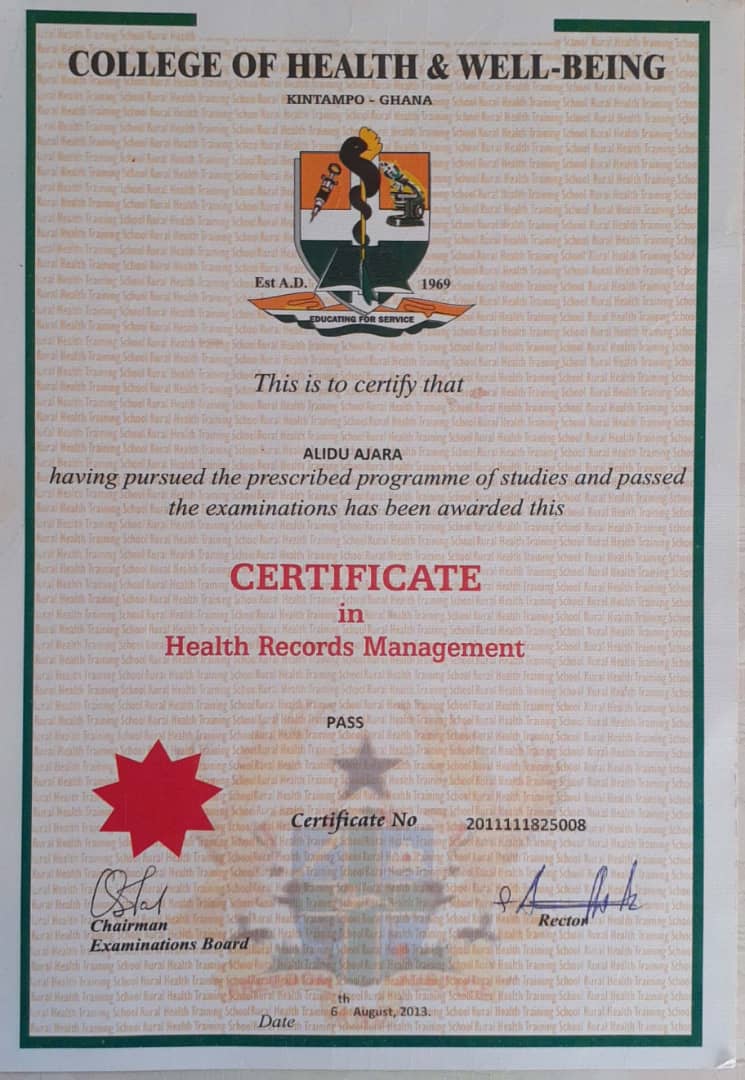 COLLEGE OF HEALTH & WELL-BEING
KINTAMPO - GHANA
Est A.D. 1969
EDUCATING FOR SERVICE
This is to certify that
ALIDU AJARA
having pursued the prescribed programme of studies and passed
the examinations has been awarded this
CERTIFICATE
in
Health Records Management
PASS
Certificate No 2011111825008
Chairman Rector
Examinations Board
Date 6th August, 2013.